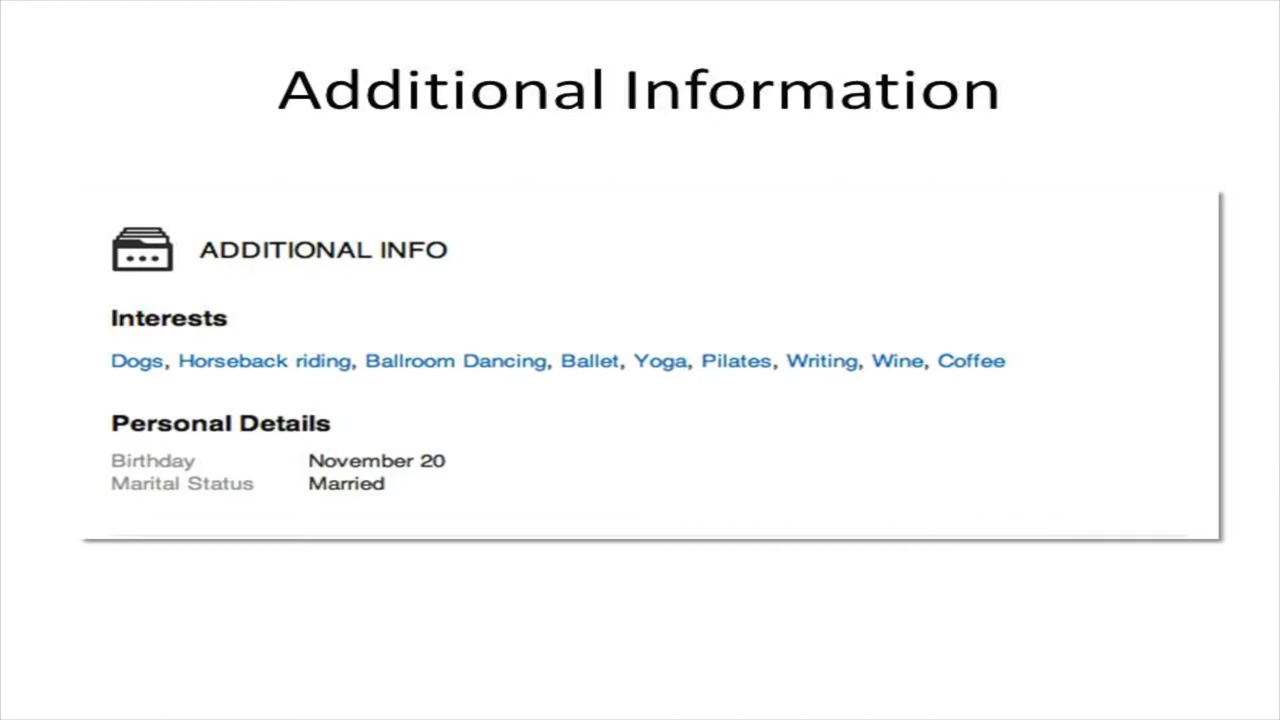 Additional Information
ADDITIONAL INFO
Interests
Dogs, Horseback riding, Ballroom Dancing, Ballet, Yoga, Pilates, Writing, Wine, Coffee
Personal Details
Birthday November 20
Marital Status Married